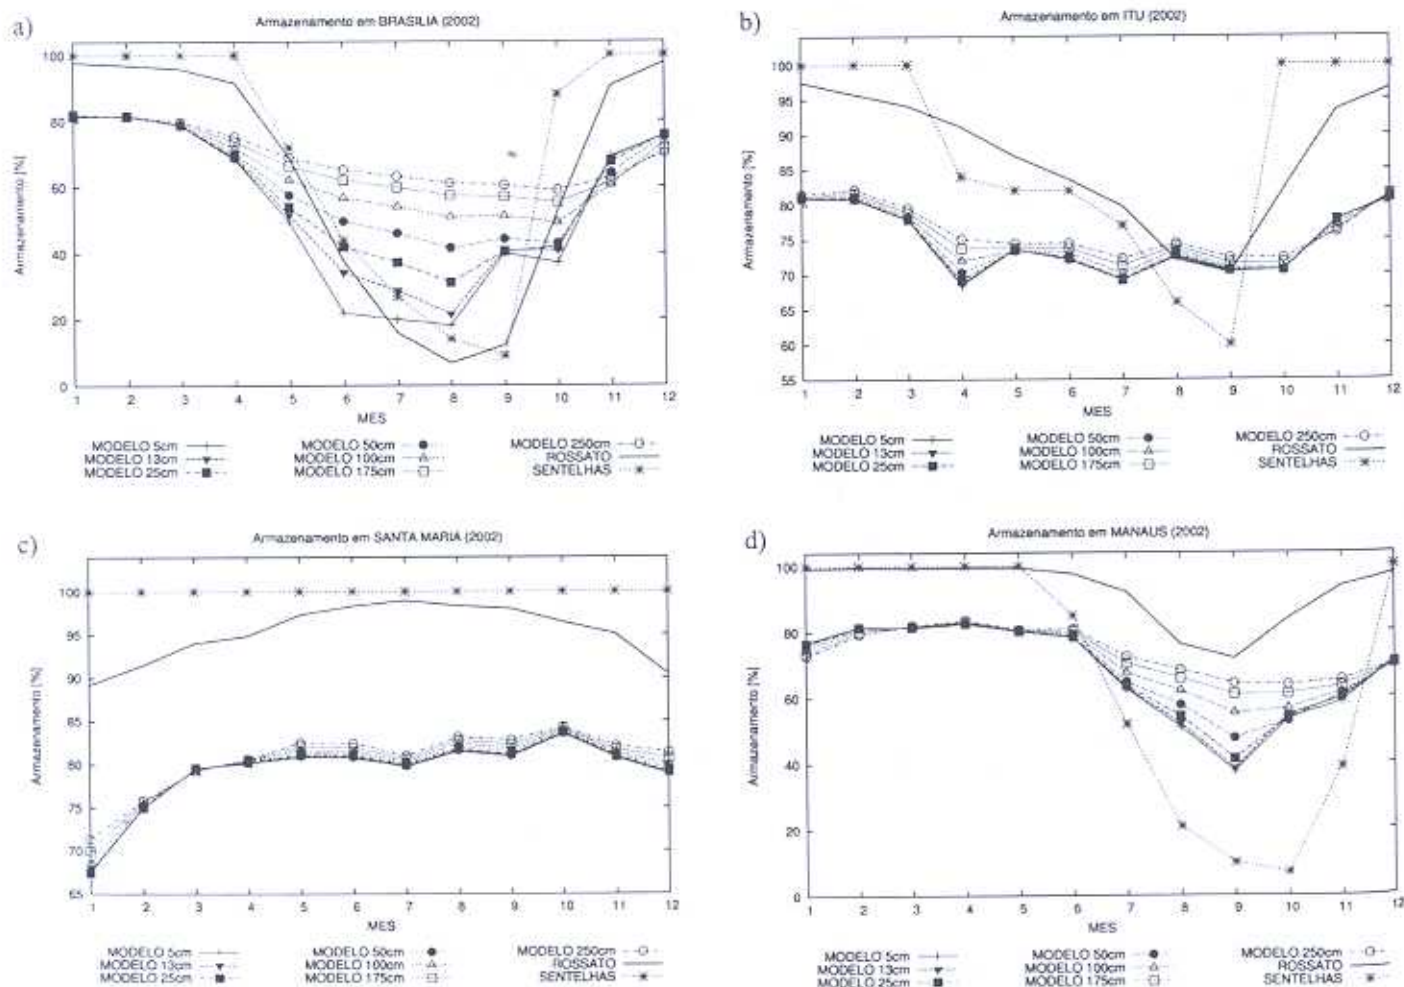 a)
Armazenamento em BRASILIA (2002)
Armazenamento [%]
100
80
60
40
20
0
1 2 3 4 5 6 7 8 9 10 11 12
MES
MODELO 5cm
MODELO 13cm
MODELO 25cm
MODELO 50cm
MODELO 100cm
MODELO 175cm
MODELO 250cm
ROSSATO
SENTELHAS
b)
Armazenamento em ITU (2002)
Armazenamento [%]
100
95
90
85
80
75
70
65
60
55
1 2 3 4 5 6 7 8 9 10 11 12
MES
MODELO 5cm
MODELO 13cm
MODELO 25cm
MODELO 50cm
MODELO 100cm
MODELO 175cm
MODELO 250cm
ROSSATO
SENTELHAS
c)
Armazenamento em SANTA MARIA (2002)
Armazenamento [%]
100
95
90
85
80
75
70
65
1 2 3 4 5 6 7 8 9 10 11 12
MES
MODELO 5cm
MODELO 13cm
MODELO 25cm
MODELO 50cm
MODELO 100cm
MODELO 175cm
MODELO 250cm
ROSSATO
SENTELHAS
d)
Armazenamento em MANAUS (2002)
Armazenamento [%]
100
80
60
40
20
0
1 2 3 4 5 6 7 8 9 10 11 12
MES
MODELO 5cm
MODELO 13cm
MODELO 25cm
MODELO 50cm
MODELO 100cm
MODELO 175cm
MODELO 250cm
ROSSATO
SENTELHAS